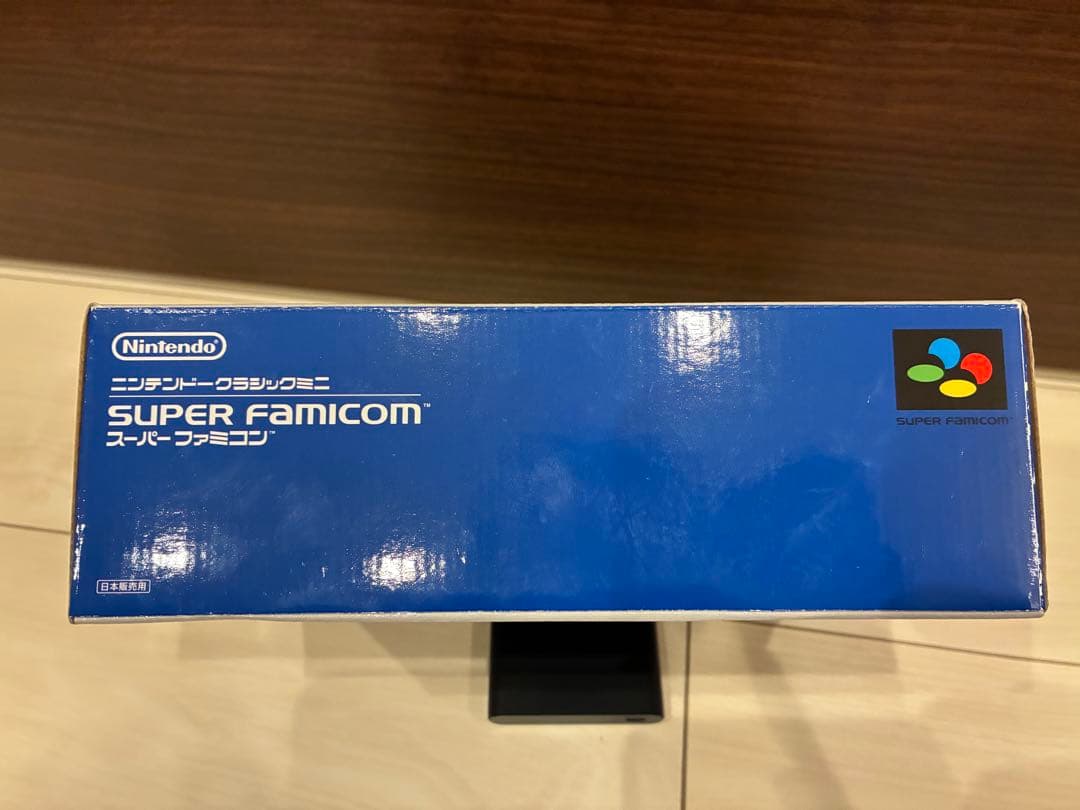 Nintendo®
ニンテンドークラシックミニ
SUPER FAMICOM™
スーパーファミコン™
日本販売用
SUPER FAMICOM™